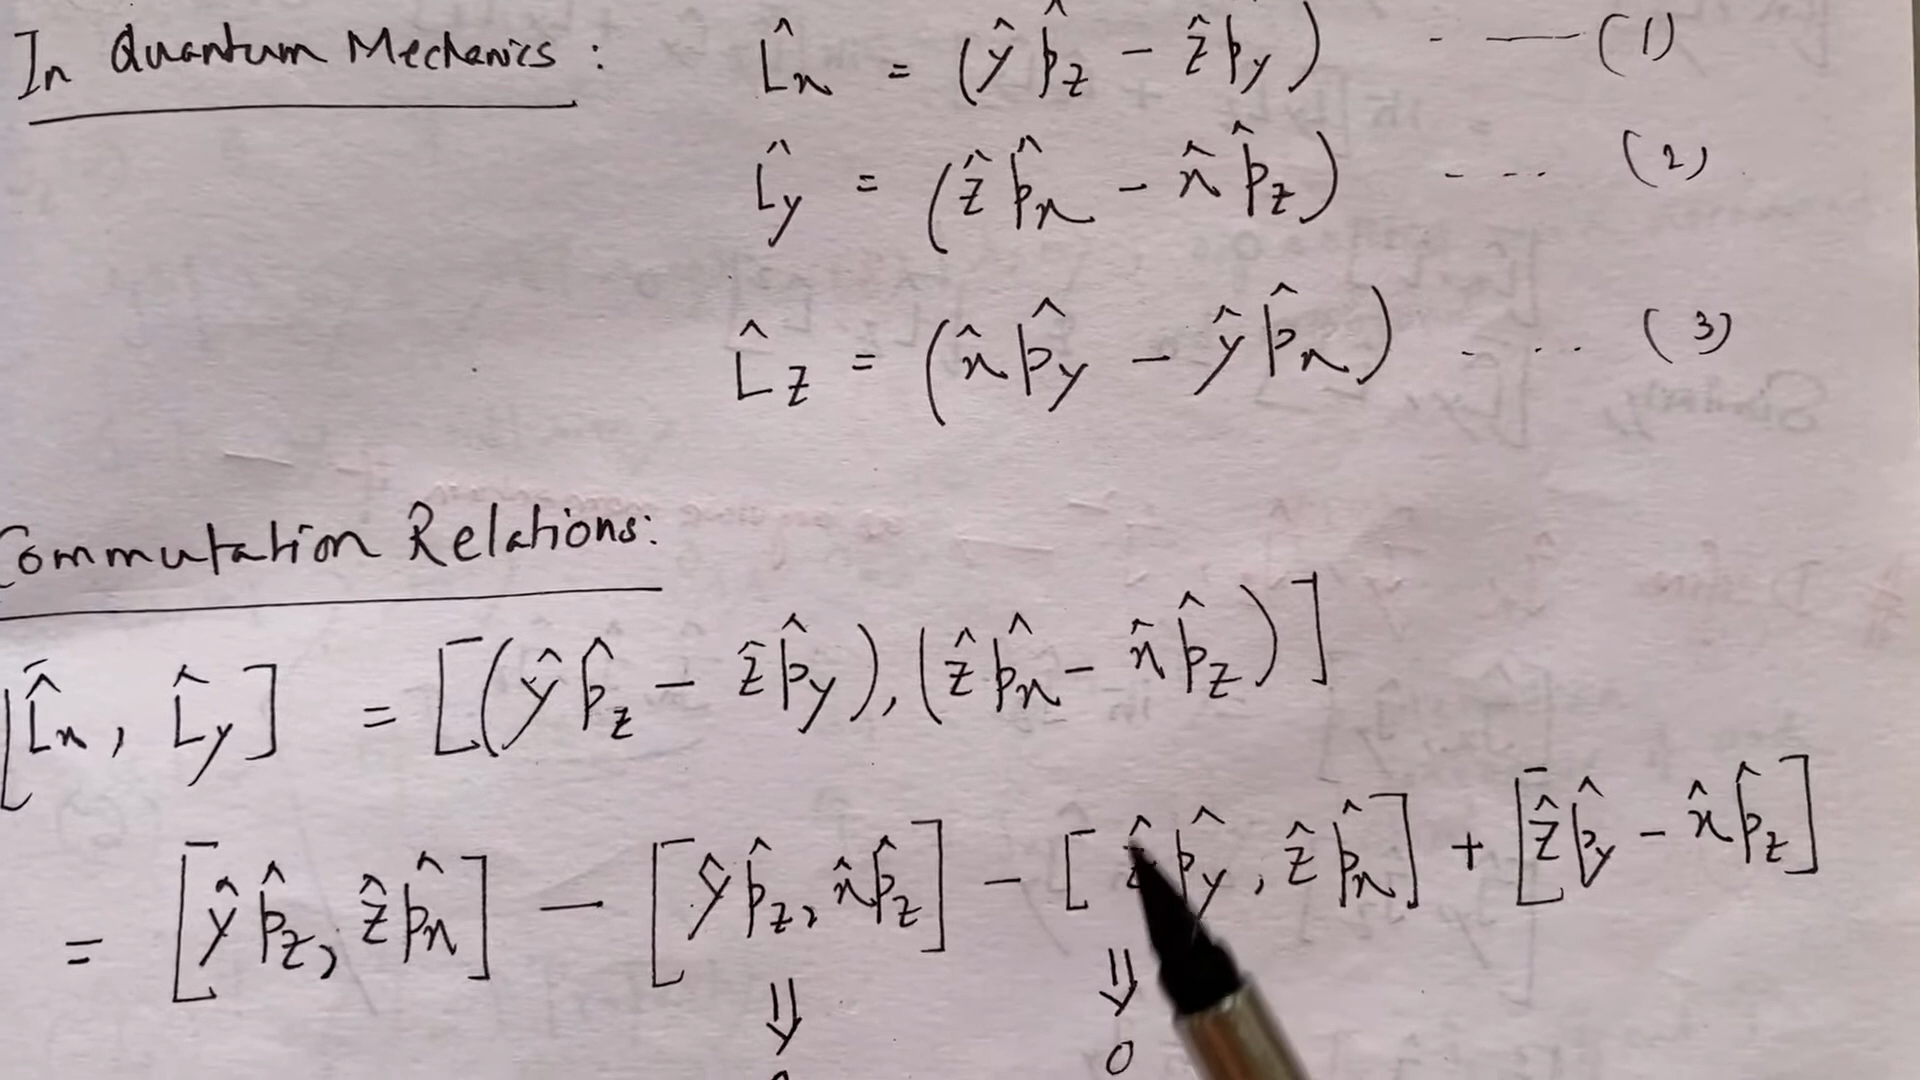 In Quantum Mechanics : L̂x = (ŷ p̂z − ẑ p̂y) ... — (1)
L̂y = (ẑ p̂x − x̂ p̂z) - - - - (2)
L̂z = (x̂ p̂y − ŷ p̂x) - - - - (3)
Commutation Relations:
[L̂x, L̂y] = [(ŷ p̂z − ẑ p̂y), (ẑ p̂x − x̂ p̂z)]
= [ŷ p̂z, ẑ p̂x] − [ŷ p̂z, x̂ p̂z] − [ẑ p̂y, ẑ p̂x] + [ẑ p̂y − x̂ p̂z]
⇓ ⇓
0